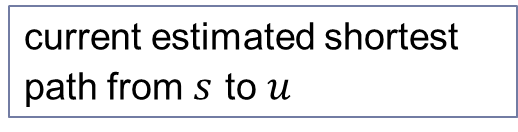 current estimated shortest
path from 𝑠 to 𝑢